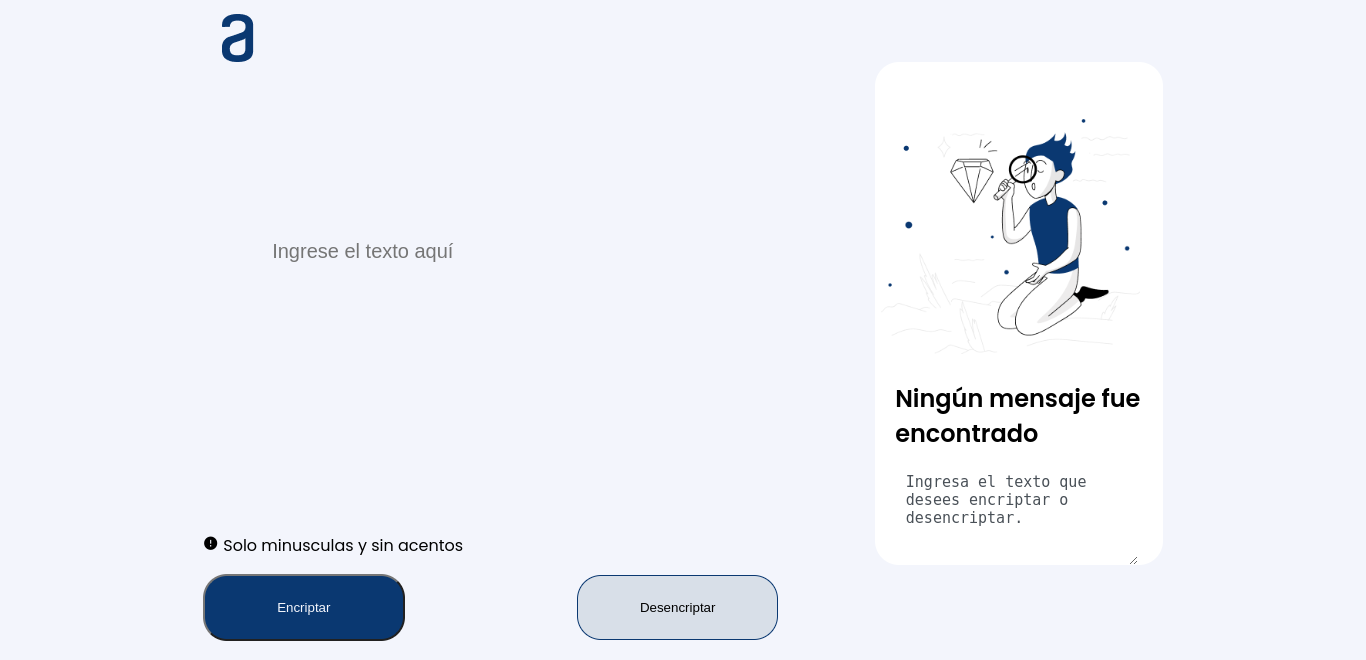 a
Ingrese el texto aquí
Solo minusculas y sin acentos
Encriptar
Desencriptar
Ningún mensaje fue
encontrado
Ingresa el texto que
desees encriptar o
desencriptar.